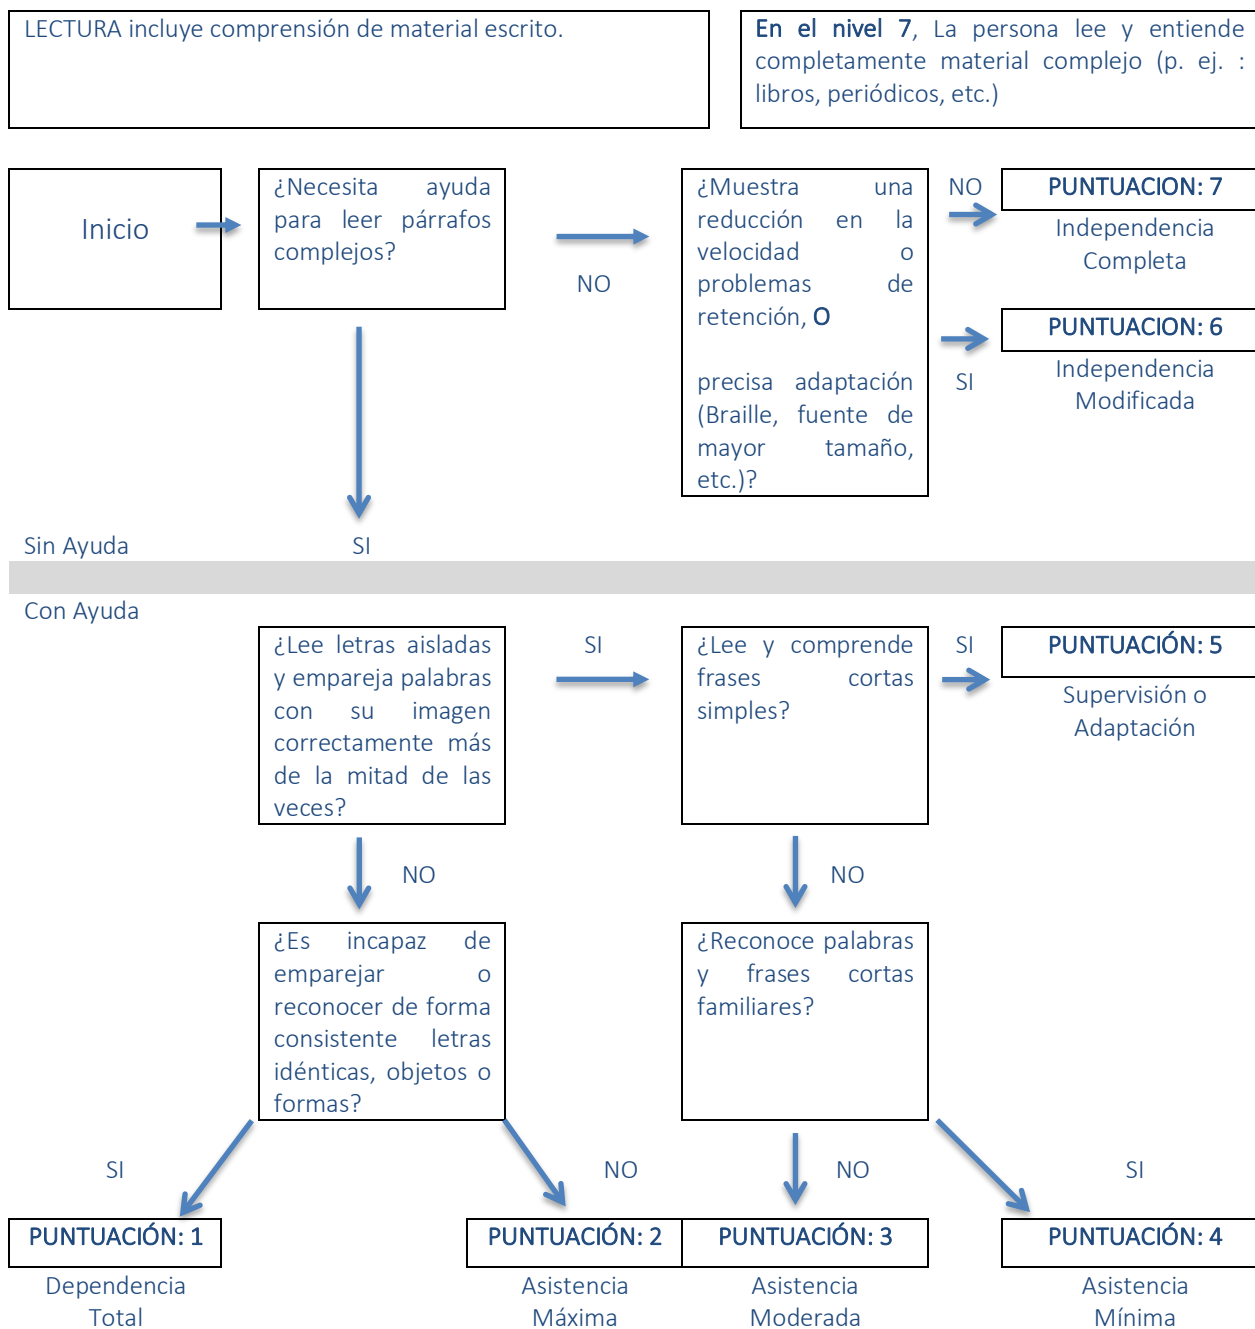 LECTURA incluye comprensión de material escrito.
En el nivel 7, La persona lee y entiende
completamente material complejo (p. ej. :
libros, periódicos, etc.)
Inicio
¿Necesita ayuda
para leer párrafos
complejos?
NO
¿Muestra una
reducción en la
velocidad o
problemas de
retención, O
precisa adaptación
(Braille, fuente de
mayor tamaño,
etc.)?
NO
PUNTUACION: 7
Independencia
Completa
SI
PUNTUACION: 6
Independencia
Modificada
Sin Ayuda
SI
Con Ayuda
¿Lee letras aisladas
y empareja palabras
con su imagen
correctamente más
de la mitad de las
veces?
SI
¿Lee y comprende
frases cortas
simples?
SI
PUNTUACIÓN: 5
Supervisión o
Adaptación
NO
NO
¿Es incapaz de
emparejar o
reconocer de forma
consistente letras
idénticas, objetos o
formas?
¿Reconoce palabras
y frases cortas
familiares?
SI
NO
NO
SI
PUNTUACIÓN: 1
Dependencia
Total
PUNTUACIÓN: 2
Asistencia
Máxima
PUNTUACIÓN: 3
Asistencia
Moderada
PUNTUACIÓN: 4
Asistencia
Mínima